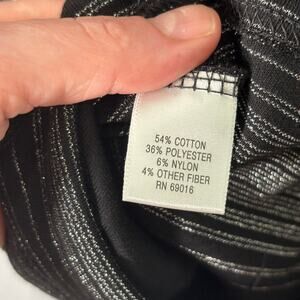 54% COTTON
36% POLYESTER
6% NYLON
4% OTHER FIBER
RN 69016